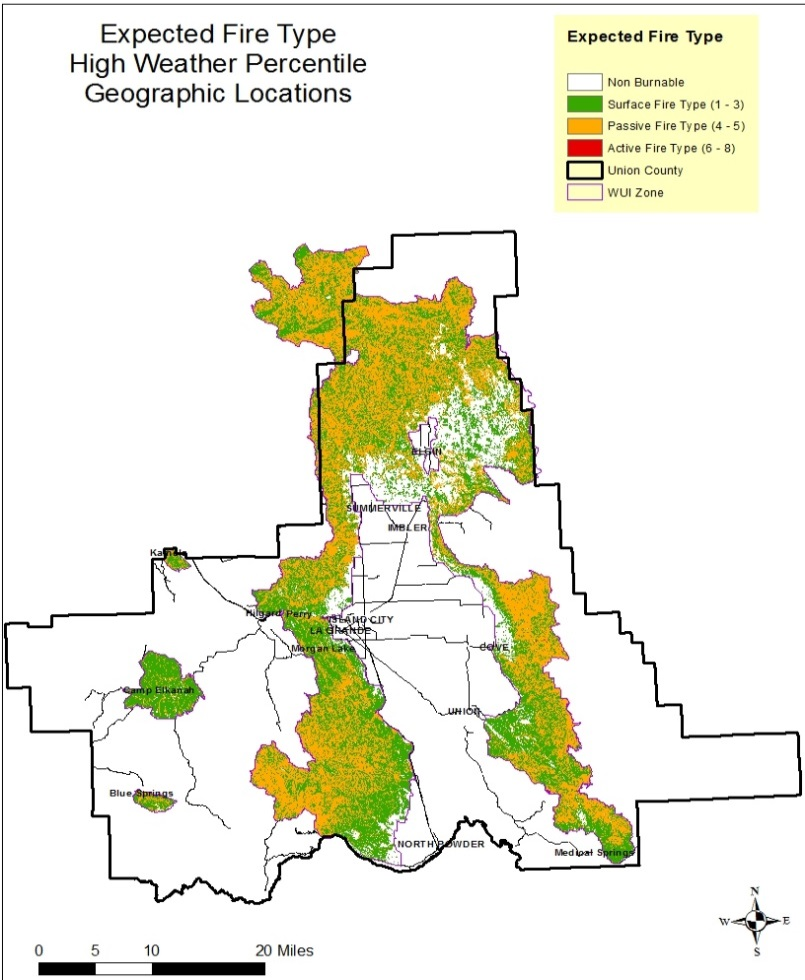 Expected Fire Type
High Weather Percentile
Geographic Locations
Expected Fire Type
Non Burnable
Surface Fire Type (1 - 3)
Passive Fire Type (4 - 5)
Active Fire Type (6 - 8)
Union County
WUI Zone
ELGIN
SUMMERVILLE
IMBLER
Kamela
Hilgard/Perry
ISLAND CITY
LA GRANDE
Morgan Lake
COVE
Camp Elkanah
UNION
Blue Springs
NORTH POWDER
Medical Springs
N
W E
S
0 5 10 20 Miles